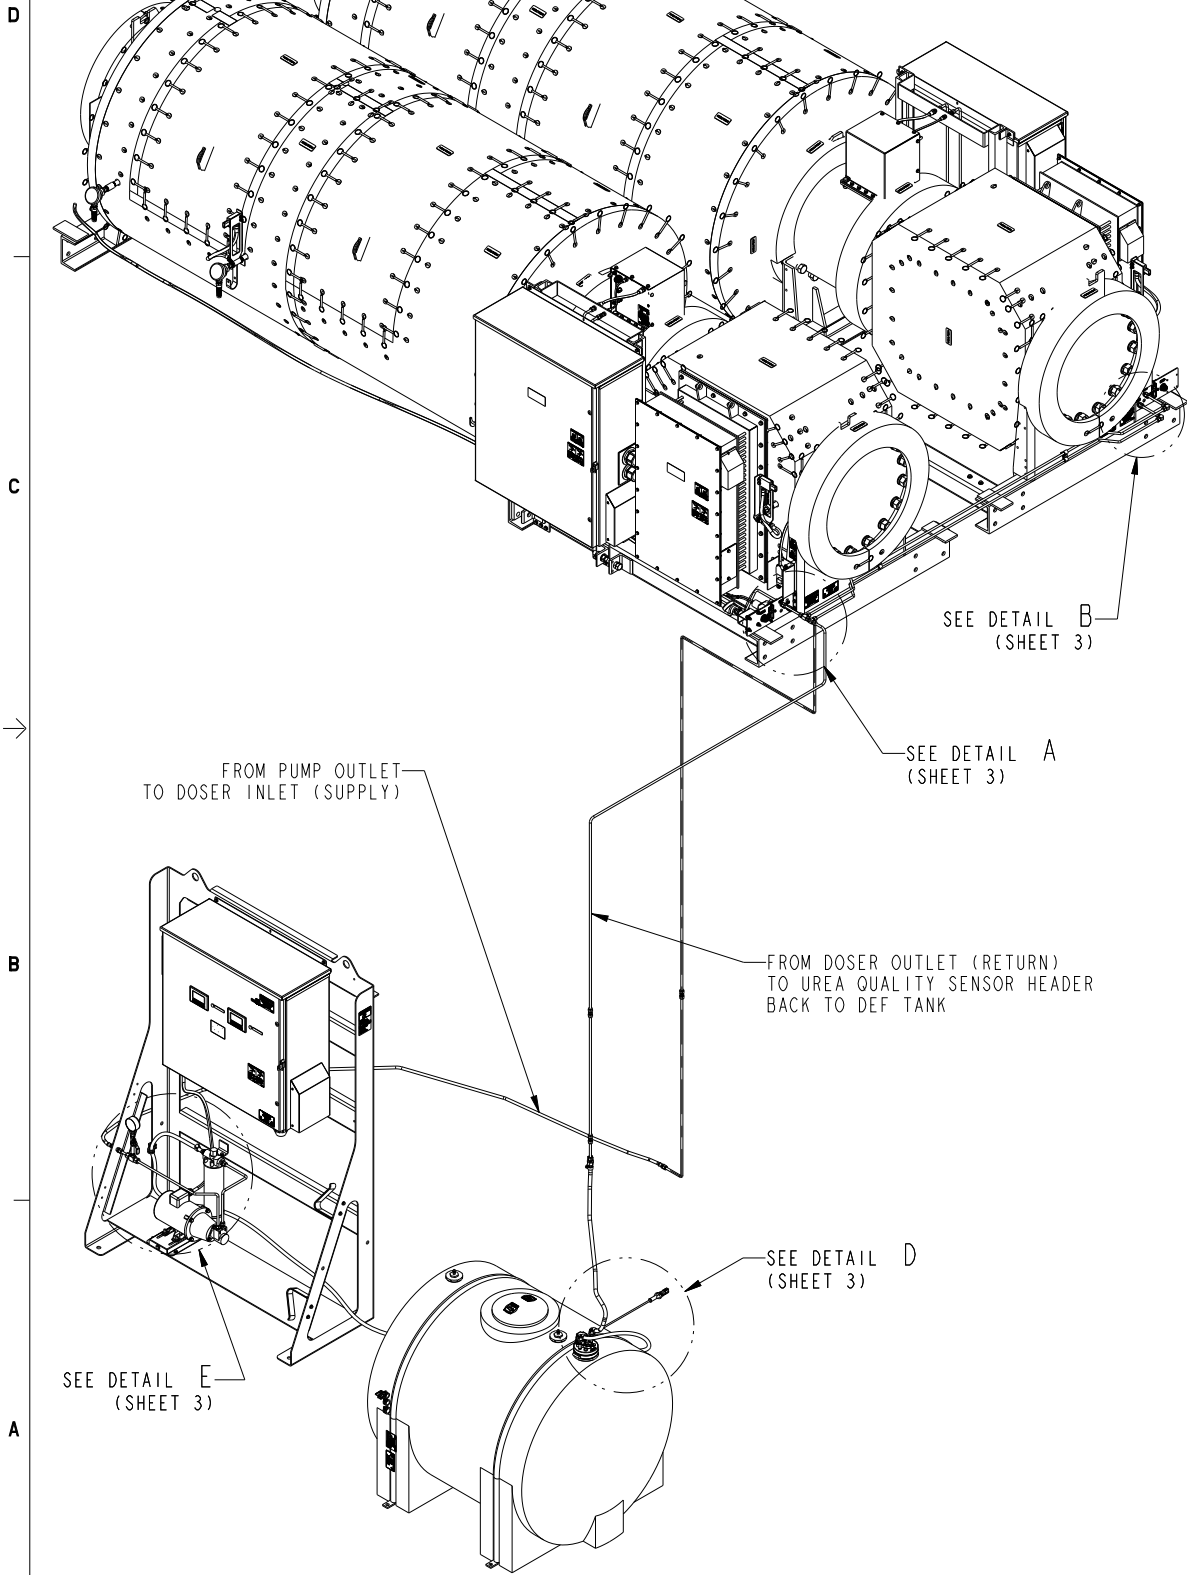 D
C
SEE DETAIL B
(SHEET 3)
SEE DETAIL A
(SHEET 3)
FROM PUMP OUTLET
TO DOSER INLET (SUPPLY)
B
FROM DOSER OUTLET (RETURN)
TO UREA QUALITY SENSOR HEADER
BACK TO DEF TANK
SEE DETAIL D
(SHEET 3)
SEE DETAIL E
(SHEET 3)
A